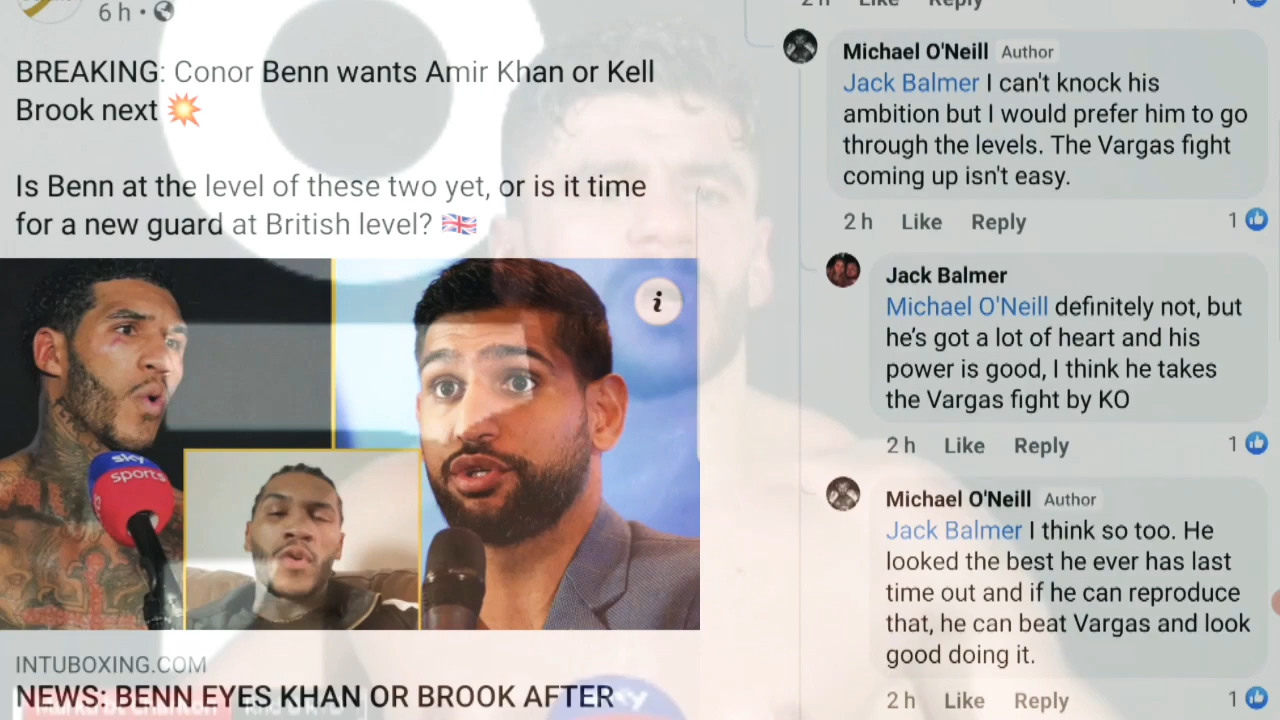 6 h
BREAKING: Conor Benn wants Amir Khan or Kell
Brook next 💥
Is Benn at the level of these two yet, or is it time
for a new guard at British level? 🇬🇧
i
sky
sports
INTUBOXING.COM
NEWS: BENN EYES KHAN OR BROOK AFTER
2 h Like Reply 1
Michael O'Neill Author
Jack Balmer I can't knock his
ambition but I would prefer him to go
through the levels. The Vargas fight
coming up isn't easy.
2 h Like Reply 1
Jack Balmer
Michael O'Neill definitely not, but
he's got a lot of heart and his
power is good, I think he takes
the Vargas fight by KO
2 h Like Reply 1
Michael O'Neill Author
Jack Balmer I think so too. He
looked the best he ever has last
time out and if he can reproduce
that, he can beat Vargas and look
good doing it.
2 h Like Reply 1